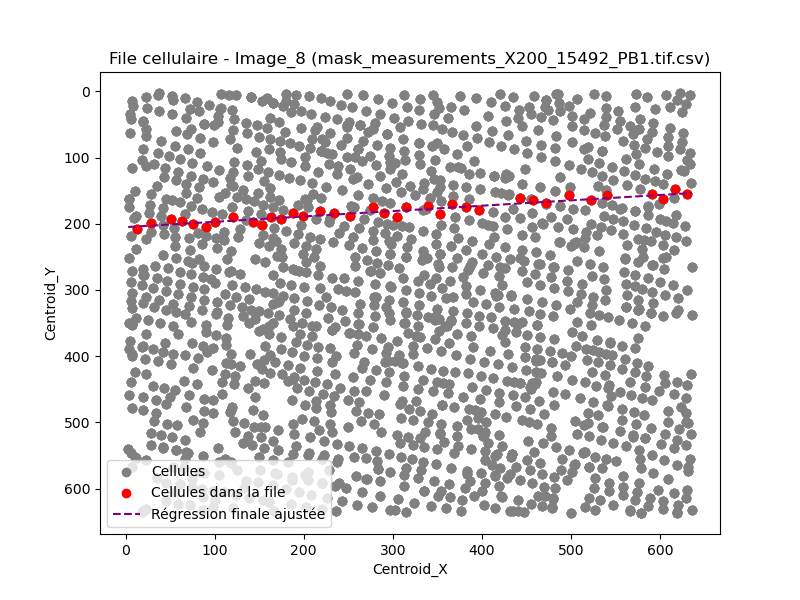 File cellulaire - Image_8 (mask_measurements_X200_15492_PB1.tif.csv)
0
100
200
300
400
500
600
Centroid_Y
Cellules
Cellules dans la file
Régression finale ajustée
0 100 200 300 400 500 600
Centroid_X